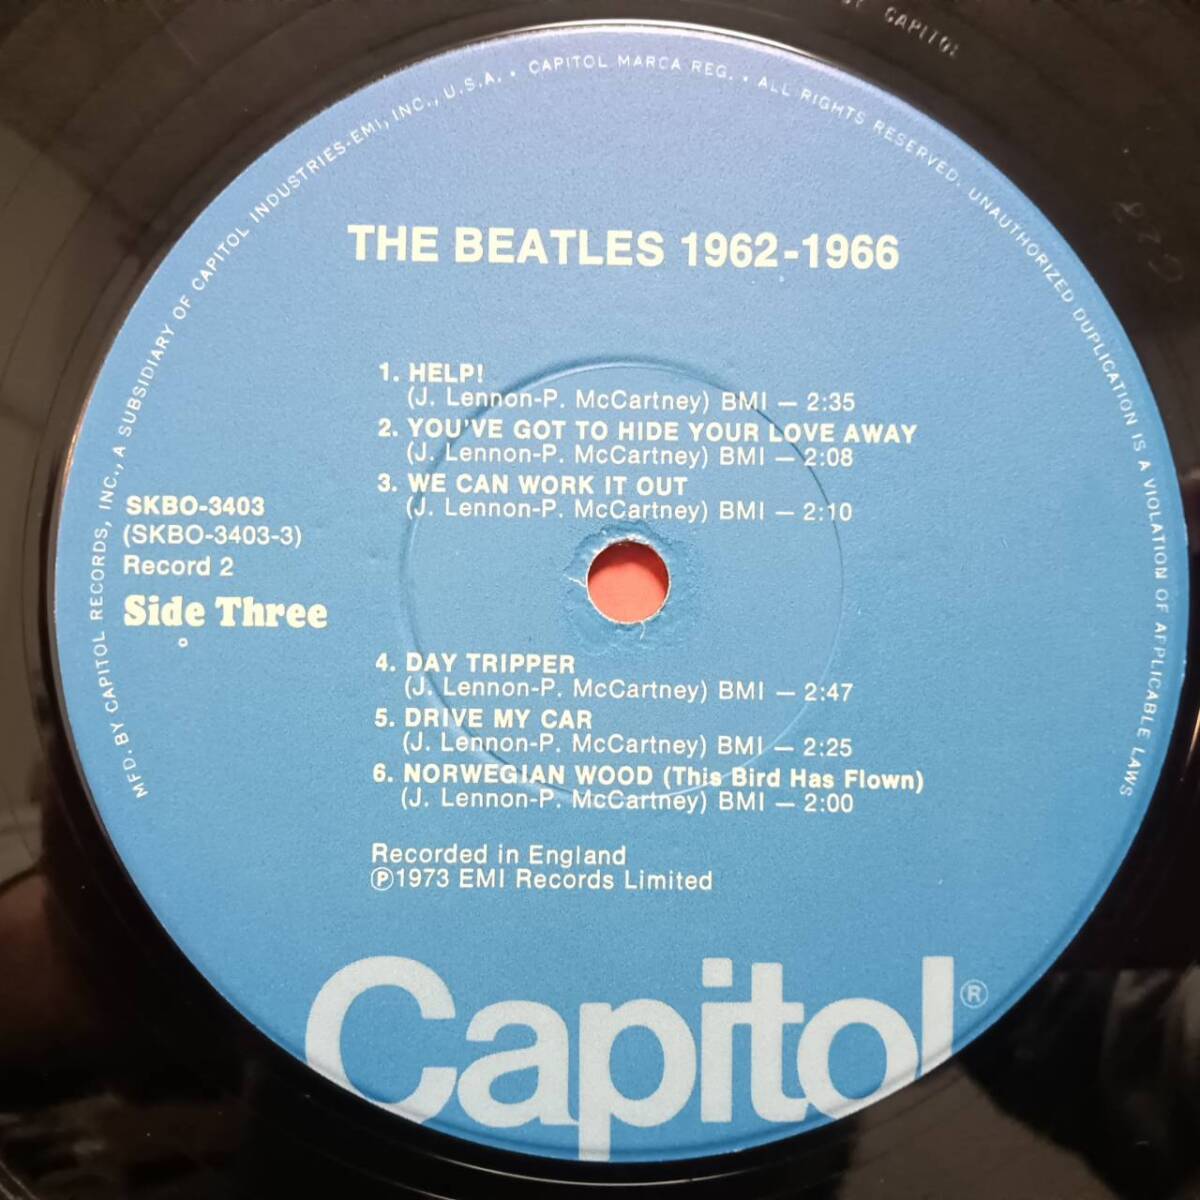 CAPITOL
MFD. BY CAPITOL RECORDS, INC., A SUBSIDIARY OF CAPITOL INDUSTRIES-EMI, INC., U.S.A. • CAPITOL MARCA REG. • ALL RIGHTS RESERVED. UNAUTHORIZED DUPLICATION IS A VIOLATION OF APPLICABLE LAWS
THE BEATLES 1962-1966
1. HELP!
(J. Lennon-P. McCartney) BMI — 2:35
2. YOU'VE GOT TO HIDE YOUR LOVE AWAY
(J. Lennon-P. McCartney) BMI — 2:08
3. WE CAN WORK IT OUT
(J. Lennon-P. McCartney) BMI — 2:10
SKBO-3403
(SKBO-3403-3)
Record 2
Side Three
4. DAY TRIPPER
(J. Lennon-P. McCartney) BMI — 2:47
5. DRIVE MY CAR
(J. Lennon-P. McCartney) BMI — 2:25
6. NORWEGIAN WOOD (This Bird Has Flown)
(J. Lennon-P. McCartney) BMI — 2:00
Recorded in England
℗1973 EMI Records Limited
Capitol®